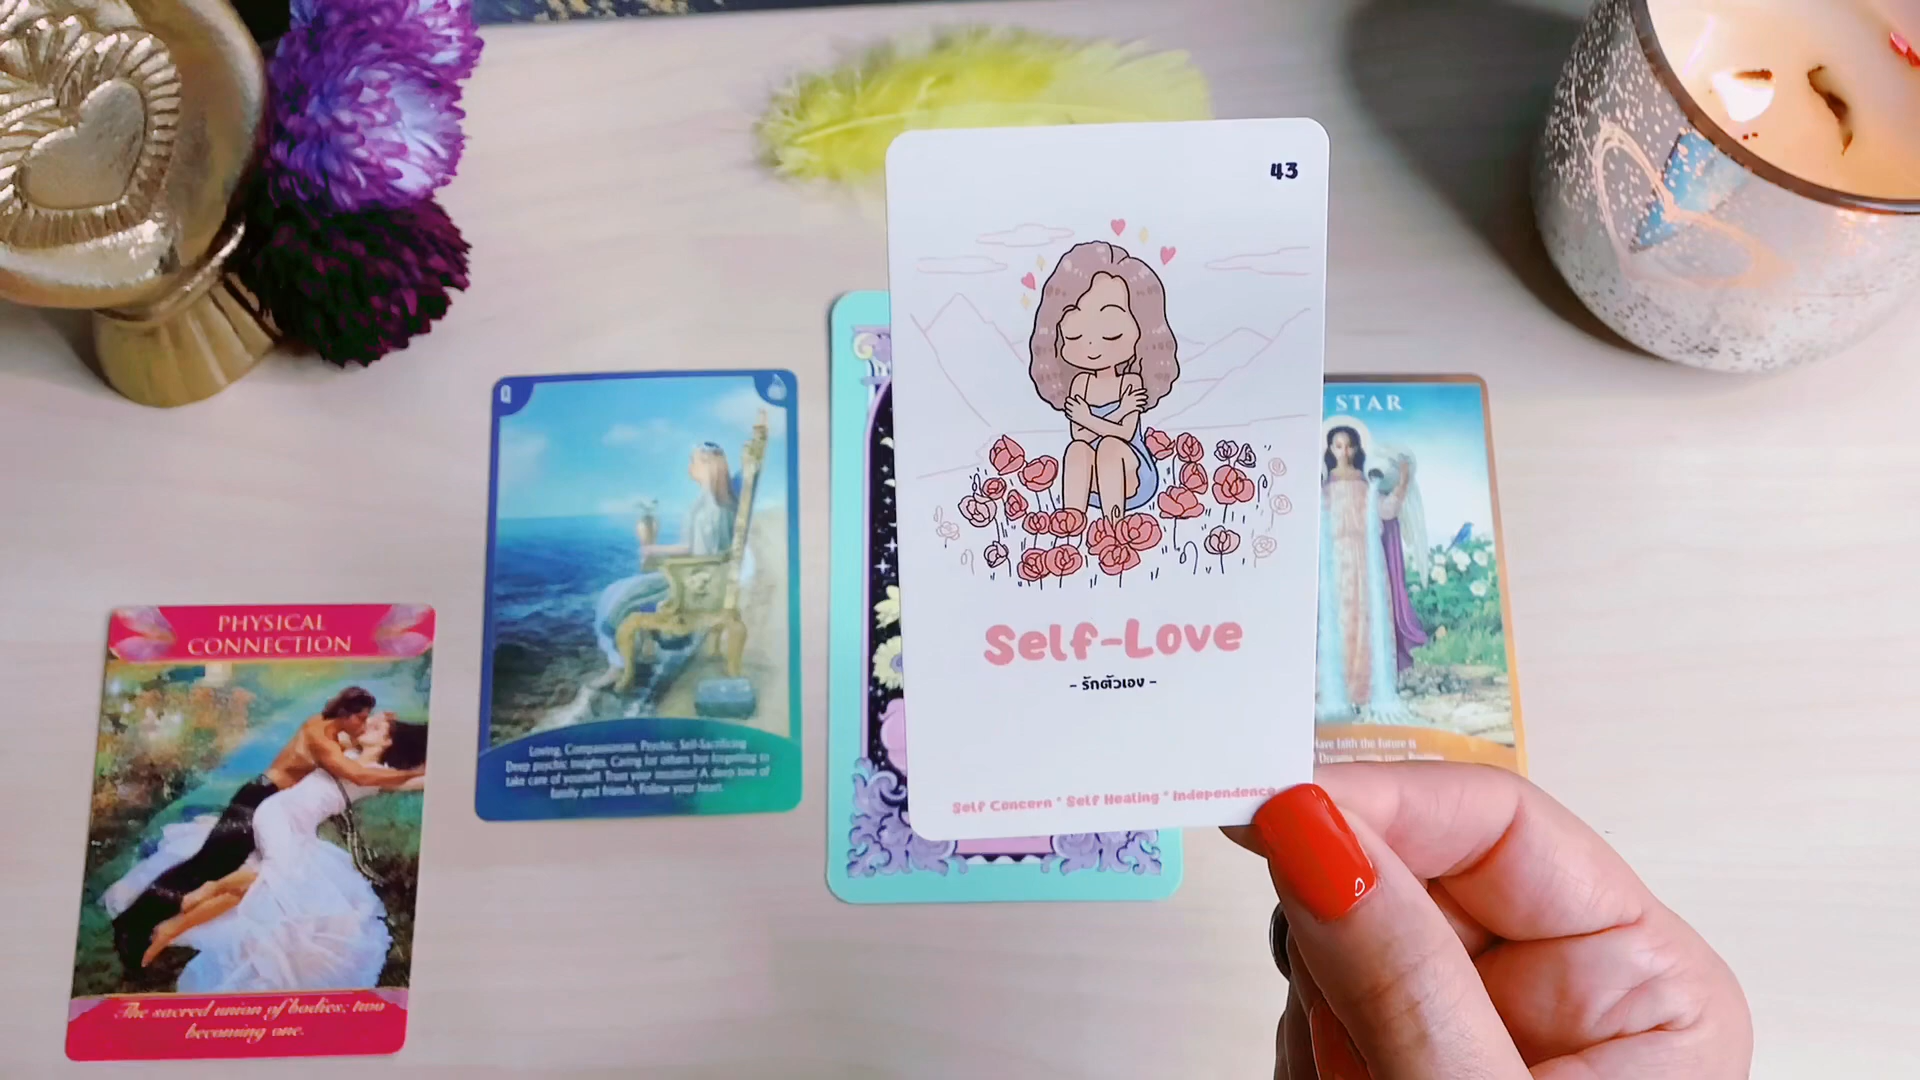 43
Self-Love
- รักตัวเอง -
Self Concern * Self Healing * Independence
PHYSICAL
CONNECTION
The sacred union of bodies; two
becoming one.
Q
Loving, Compassionate, Psychic, Self-Sacrificing
Deep psychic insights. Caring for others but forgetting to
take care of yourself. Trust your intuition! A deep love of
family and friends. Follow your heart.
STAR
Have faith the future is